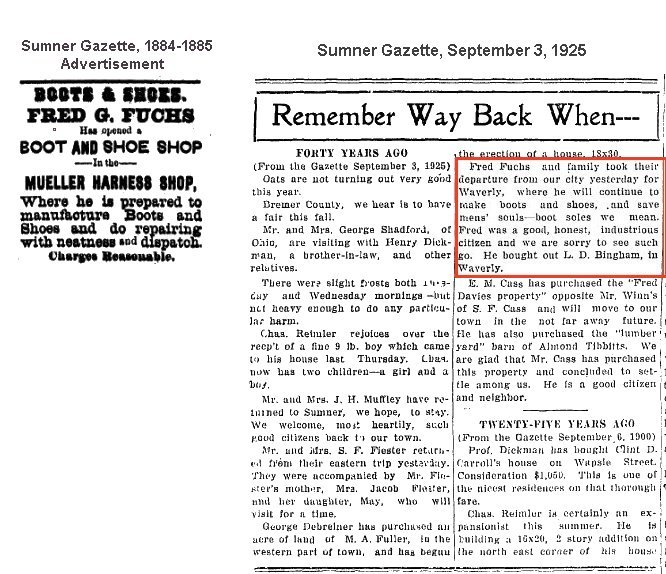 Sumner Gazette, 1884-1885
Advertisement
BOOTS & SHOES.
FRED G. FUCHS
Has opened a
BOOT AND SHOE SHOP
—In the—
MUELLER HARNESS SHOP,
Where he is prepared to
manufacture Boots and
Shoes and do repairing
with neatness and dispatch.
Charges Reasonable.
Sumner Gazette, September 3, 1925
Remember Way Back When---
FORTY YEARS AGO
(From the Gazette September 3, 1925)
Oats are not turning out very good
this year.
Bremer County, we hear is to have
a fair this fall.
Mr. and Mrs. George Shadford, of
Ohio, are visiting with Henry Dick-
man, a brother-in-law, and other
relatives.
There were slight frosts both
day and Wednesday mornings—but
not heavy enough to do any particu-
lar harm.
Chas. Reimler rejoices over the
recp't of a fine 9 lb. boy which came
to his house last Thursday. Chas.
now has two children—a girl and a
boy.
Mr. and Mrs. J. H. Muffley have re-
turned to Sumner, we hope, to stay.
We welcome, most heartily, such
good citizens back to our town.
Mr. and Mrs. S. F. Fiester return-
ed from their eastern trip yesterday.
They were accompanied by Mr. Fie-
ster's mother, Mrs. Jacob Fiester,
and her daughter, May, who will
visit for a time.
George Debreiner has purchased an
acre of land of M. A. Fuller, in the
western part of town, and has begun
the erection of a house, 18x30.
Fred Fuchs and family took their
departure from our city yesterday for
Waverly, where he will continue to
make boots and shoes, and save
mens' souls—boot soles we mean.
Fred was a good, honest, industrious
citizen and we are sorry to see such
go. He bought out L. D. Bingham, in
Waverly.
E. M. Cass has purchased the "Fred
Davies property" opposite Mr. Winn's
of S. F. Cass and will move to our
town in the not far away future.
He has also purchased the "lumber
yard" barn of Almond Tibbitts. We
are glad that Mr. Cass has purchased
this property and concluded to set-
tle among us. He is a good citizen
and neighbor.
TWENTY-FIVE YEARS AGO
(From the Gazette September 6, 1900)
Prof. Dickman has bought Clint D.
Carroll's house on Wapsie Street.
Consideration $1,050. This is one of
the nicest residences on that thorough
fare.
Chas. Reimler is certainly an ex-
pansionist this summer. He is
building a 16x20, 2 story addition on
the north east corner of his house